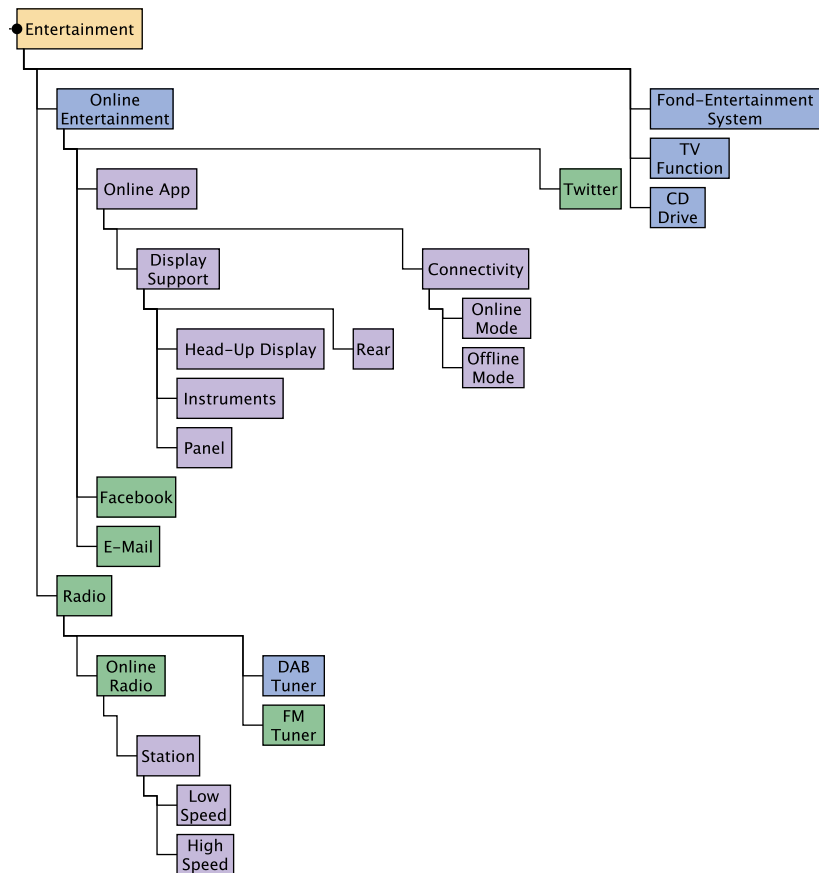 Entertainment
Online
Entertainment
Fond-Entertainment
System
TV
Function
CD
Drive
Online App
Twitter
Display
Support
Connectivity
Online
Mode
Offline
Mode
Head-Up Display
Rear
Instruments
Panel
Facebook
E-Mail
Radio
Online
Radio
DAB
Tuner
FM
Tuner
Station
Low
Speed
High
Speed